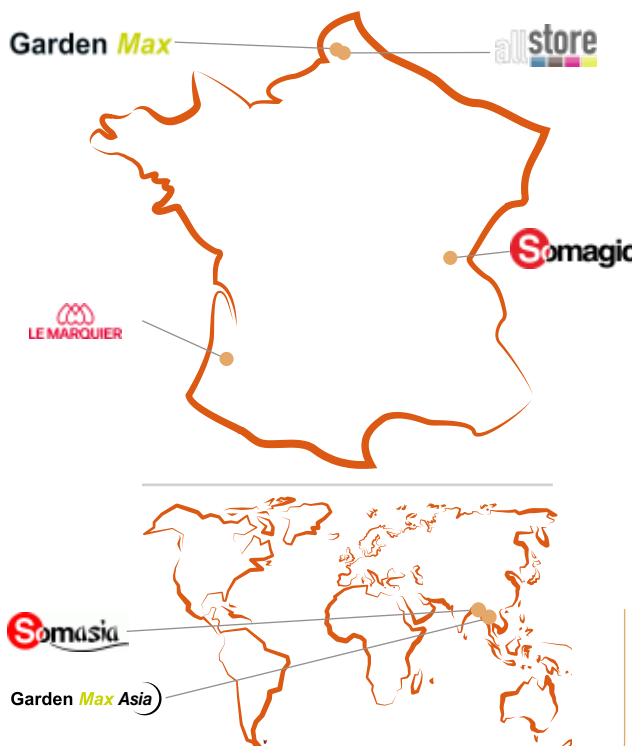 Garden Max
allstore
Somagic
LE MARQUIER
Somasia
Garden Max Asia